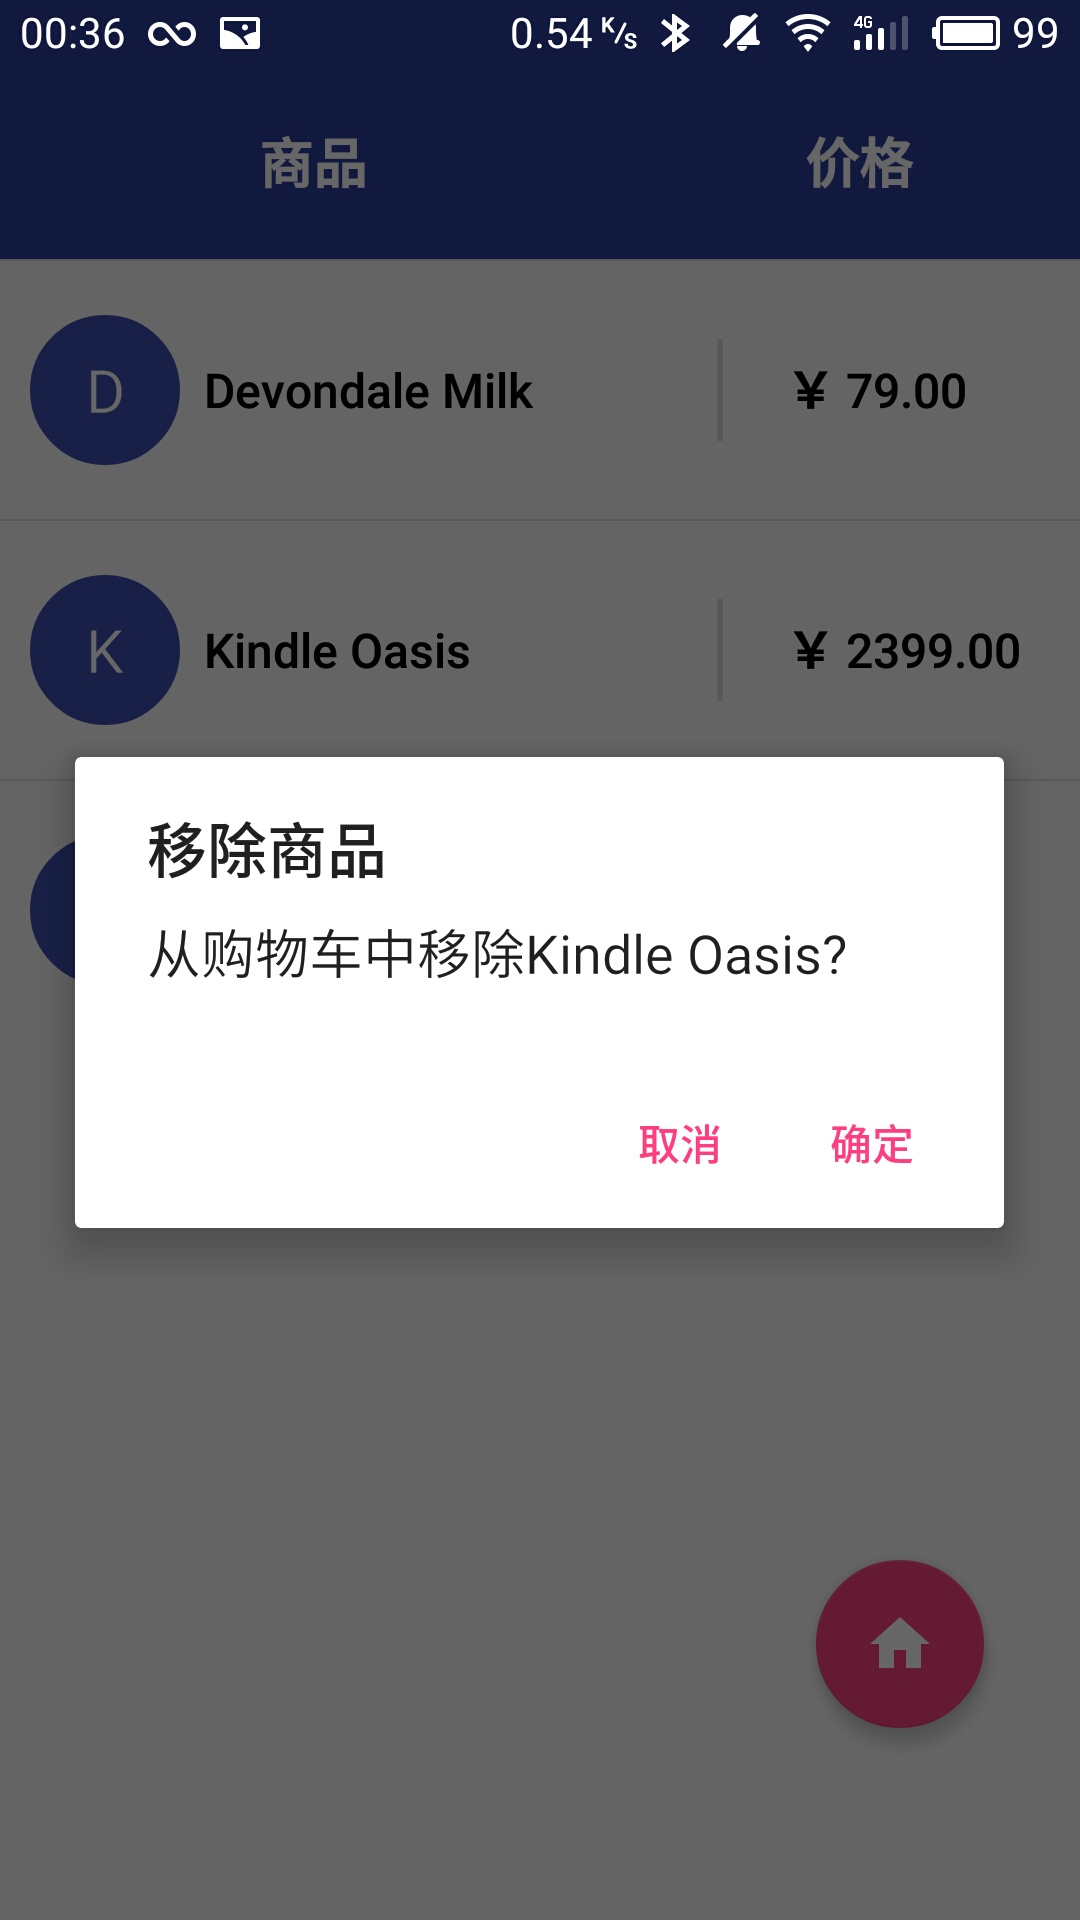 00:36 0.54 K/s 4G 99
商品 价格
D Devondale Milk ¥ 79.00
K Kindle Oasis ¥ 2399.00
移除商品
从购物车中移除Kindle Oasis?
取消 确定